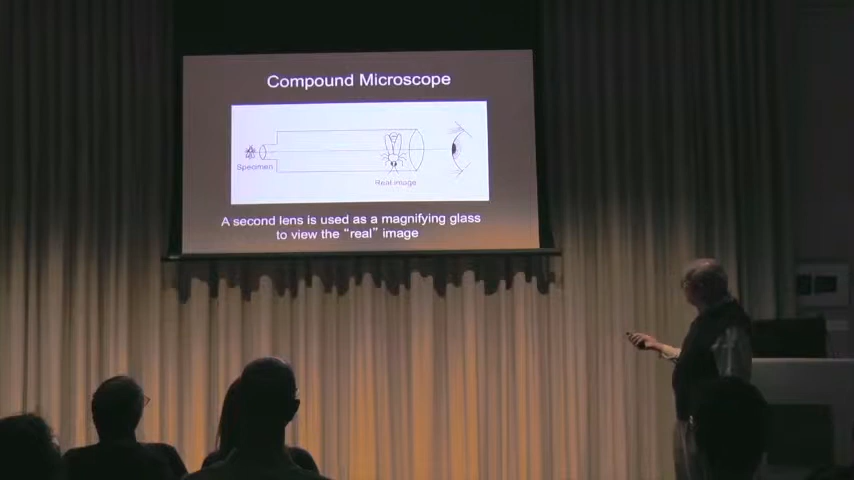 Compound Microscope
Specimen
Real image
A second lens is used as a magnifying glass
to view the "real" image